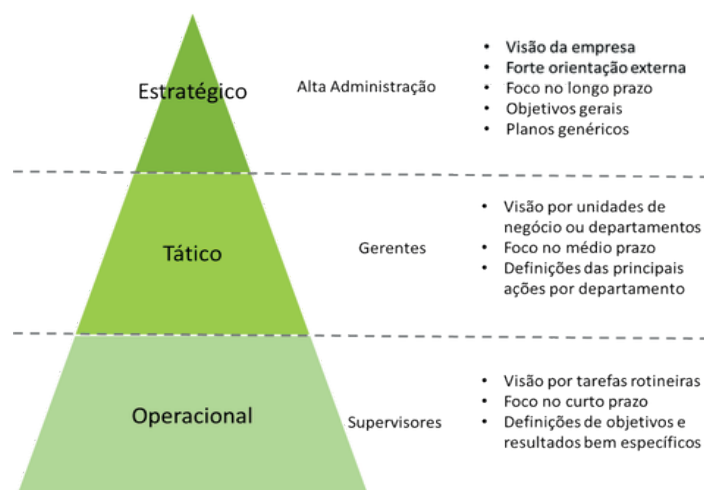 Estratégico
Alta Administração
• Visão da empresa
• Forte orientação externa
• Foco no longo prazo
• Objetivos gerais
• Planos genéricos
Tático
Gerentes
• Visão por unidades de
negócio ou departamentos
• Foco no médio prazo
• Definições das principais
ações por departamento
Operacional
Supervisores
• Visão por tarefas rotineiras
• Foco no curto prazo
• Definições de objetivos e
resultados bem específicos